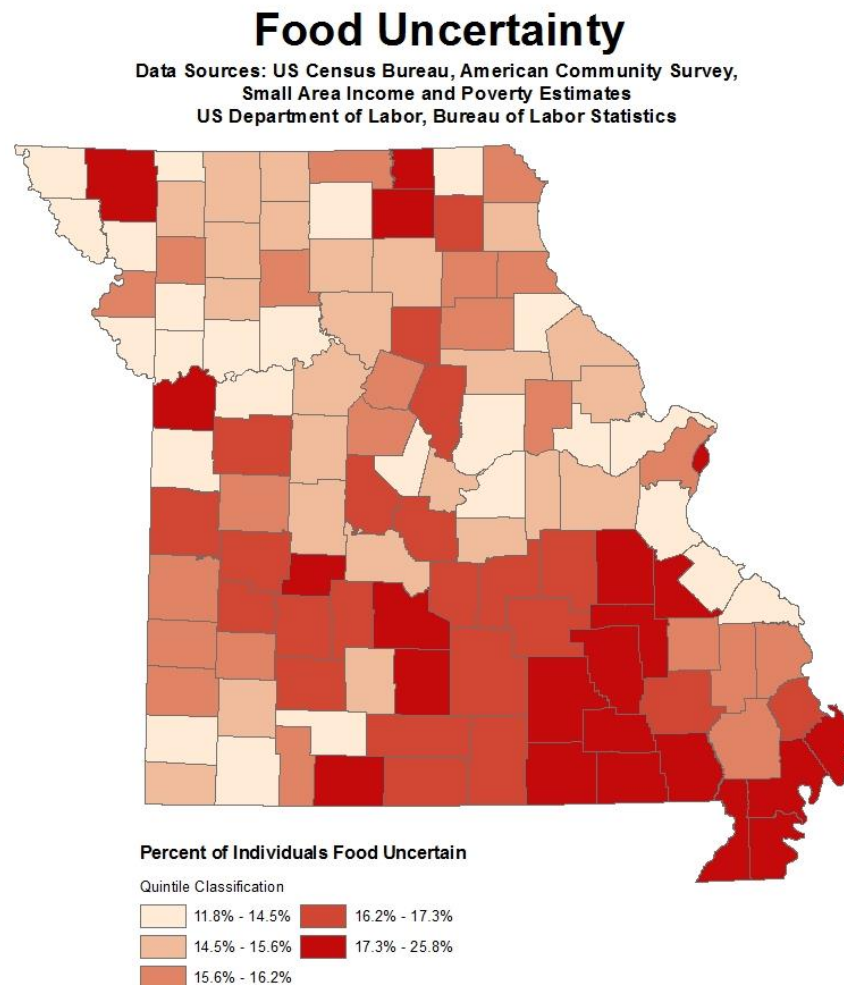 Food Uncertainty
Data Sources: US Census Bureau, American Community Survey,
Small Area Income and Poverty Estimates
US Department of Labor, Bureau of Labor Statistics
Percent of Individuals Food Uncertain
Quintile Classification
11.8% - 14.5%
14.5% - 15.6%
15.6% - 16.2%
16.2% - 17.3%
17.3% - 25.8%